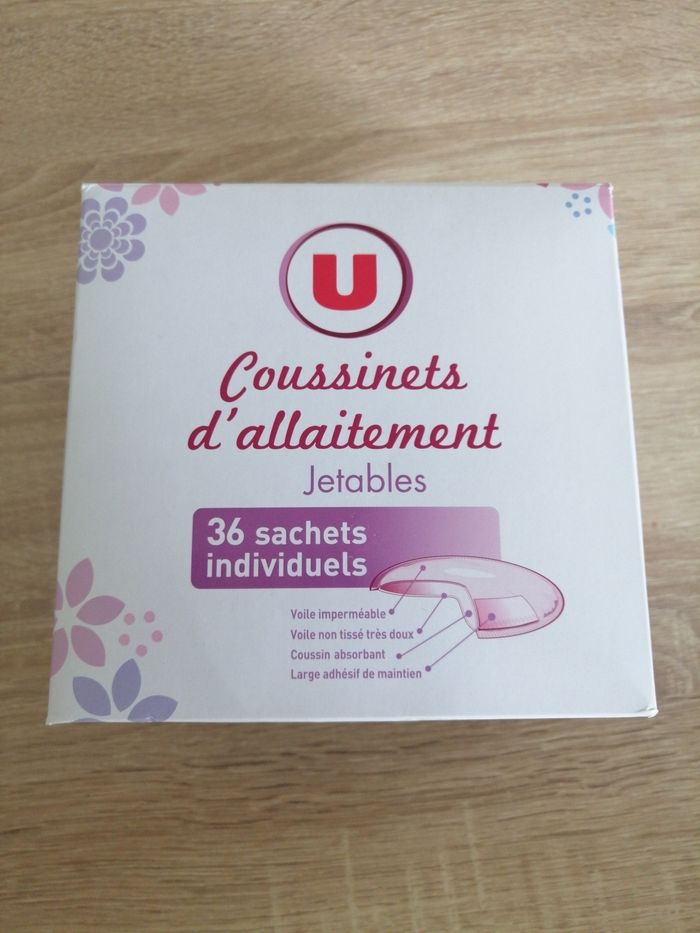 U
Coussinets
d'allaitement
Jetables
36 sachets
individuels
Voile imperméable
Voile non tissé très doux
Coussin absorbant
Large adhésif de maintien